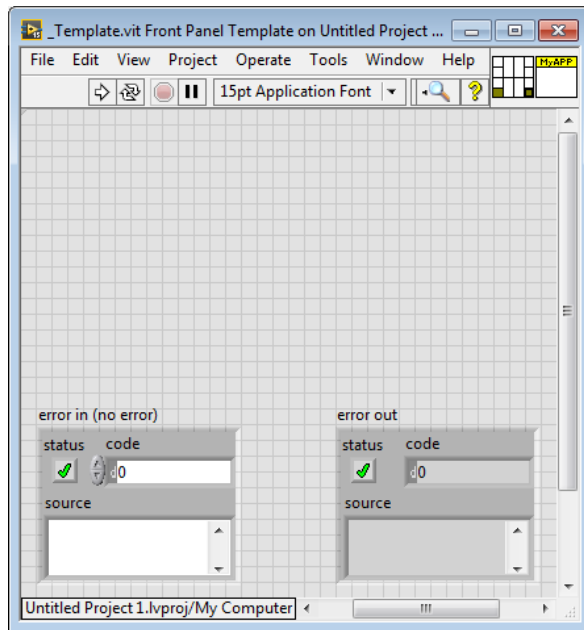 _Template.vit Front Panel Template on Untitled Project ...
File Edit View Project Operate Tools Window Help
MyAPP
15pt Application Font
error in (no error)
error out
status code
status code
d0
d0
source
source
Untitled Project 1.lvproj/My Computer